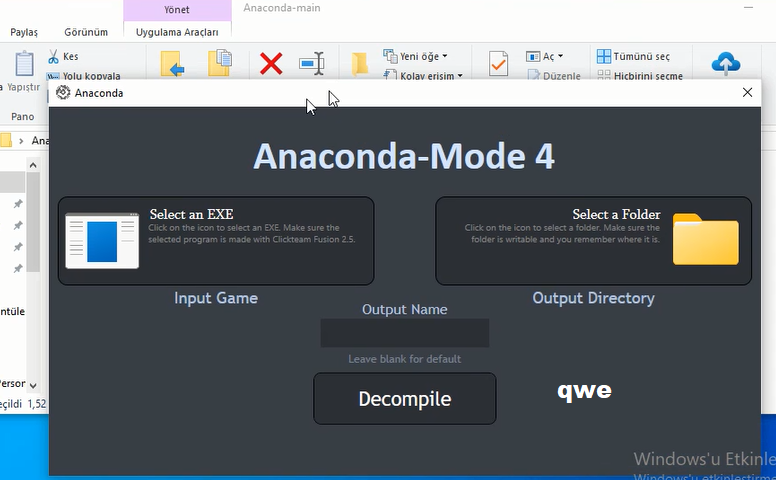 Yönet
Anaconda-main
Paylaş
Görünüm
Uygulama Araçları
Kes
Yeni öğe
Aç
Tümünü seç
Yapıştır
Yolu kopyala
Kolay erişim
Düzenle
Hiçbirini seçme
Pano
Anaconda
Ana
Anaconda-Mode 4
Select an EXE
Click on the icon to select an EXE. Make sure the
selected program is made with Clickteam Fusion 2.5.
Select a Folder
Click on the icon to select a folder. Make sure the
folder is writable and you remember where it is.
Input Game
Output Directory
Output Name
Leave blank for default
Decompile
qwe
ntüle
Person
eçildi 1,52
Windows'u Etkinle
Windows'u etkinleştirme